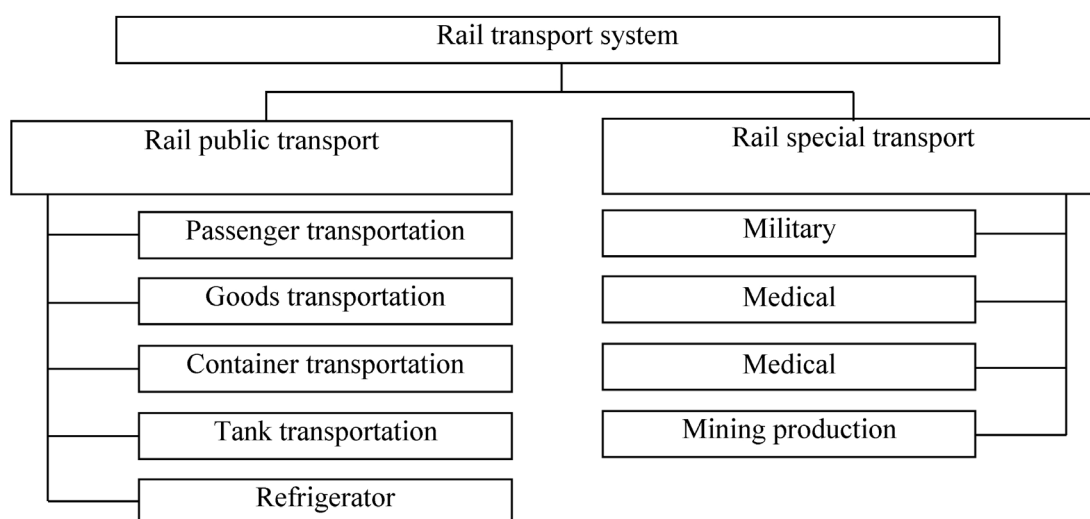 Rail transport system
Rail public transport
Rail special transport
Passenger transportation
Goods transportation
Container transportation
Tank transportation
Refrigerator
Military
Medical
Medical
Mining production